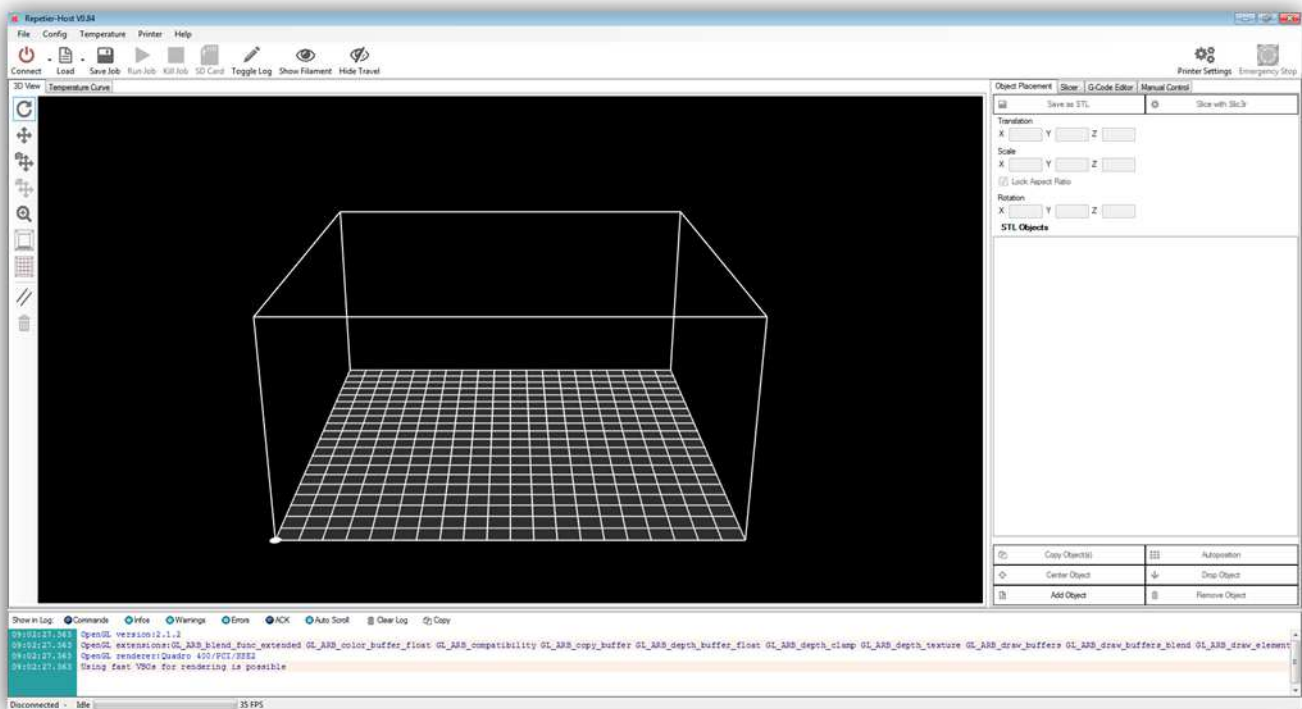 Repetier-Host V0.84
File Config Temperature Printer Help
Connect Load Save Job Run Job Kill Job SD Card Toggle Log Show Filament Hide Travel Printer Settings Emergency Stop
3D View Temperature Curve
Object Placement Slicer G-Code Editor Manual Control
Save as STL Slice with Slic3r
Translation
X Y Z
Scale
X Y Z
Lock Aspect Ratio
Rotation
X Y Z
STL Objects
Copy Object(s) Autoposition
Center Object Drop Object
Add Object Remove Object
Show in Log: Commands Infos Warnings Errors ACK Auto Scroll Clear Log Copy
09:02:27.363 OpenGL version:2.1.2
09:02:27.363 OpenGL extensions:GL_ARB_blend_func_extended GL_ARB_color_buffer_float GL_ARB_compatibility GL_ARB_copy_buffer GL_ARB_depth_buffer_float GL_ARB_depth_clamp GL_ARB_depth_texture GL_ARB_draw_buffers GL_ARB_draw_buffers_blend GL_ARB_draw_element
09:02:27.363 OpenGL renderer:Quadro 400/PCI/SSE2
09:02:27.363 Using fast VBOs for rendering is possible
Disconnected - Idle 35 FPS